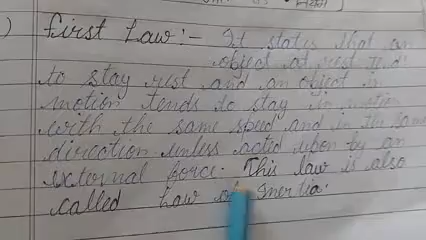 ) first Law:- It states that an
object at rest tends
to stay rest and an object in
motion tends to stay in motion
with the same speed and in the same
direction unless acted upon by an
external force. This law is also
called Law of Inertia.